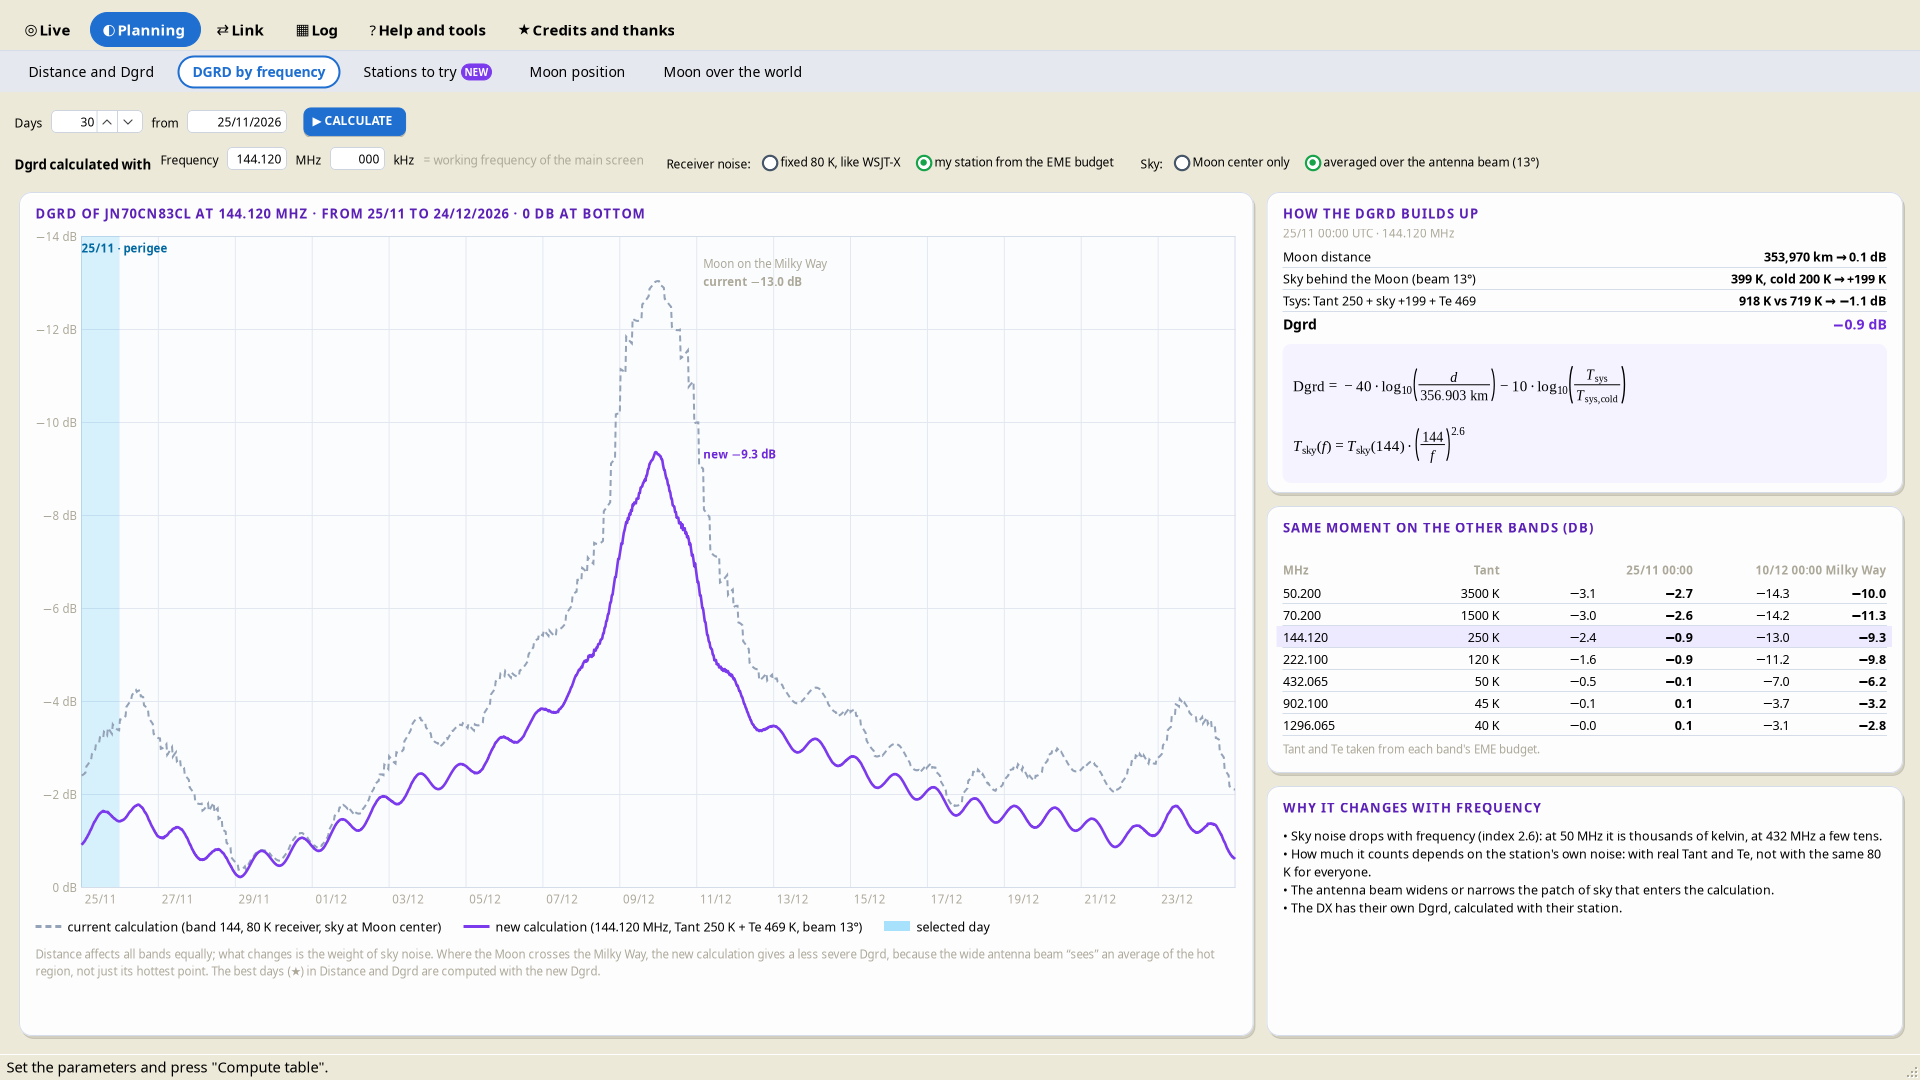 ◎ Live
◐ Planning
⇄ Link
▦ Log
? Help and tools
★ Credits and thanks
Distance and Dgrd
DGRD by frequency
Stations to try NEW
Moon position
Moon over the world
Days 30 from 25/11/2026 ▶ CALCULATE
Dgrd calculated with Frequency 144.120 MHz 000 kHz = working frequency of the main screen Receiver noise: fixed 80 K, like WSJT-X my station from the EME budget Sky: Moon center only averaged over the antenna beam (13°)
DGRD OF JN70CN83CL AT 144.120 MHZ · FROM 25/11 TO 24/12/2026 · 0 DB AT BOTTOM
−14 dB
25/11 · perigee
Moon on the Milky Way
current −13.0 dB
−12 dB
−10 dB
new −9.3 dB
−8 dB
−6 dB
−4 dB
−2 dB
0 dB
25/11 27/11 29/11 01/12 03/12 05/12 07/12 09/12 11/12 13/12 15/12 17/12 19/12 21/12 23/12
current calculation (band 144, 80 K receiver, sky at Moon center)
new calculation (144.120 MHz, Tant 250 K + Te 469 K, beam 13°)
selected day
Distance affects all bands equally; what changes is the weight of sky noise. Where the Moon crosses the Milky Way, the new calculation gives a less severe Dgrd, because the wide antenna beam "sees" an average of the hot
region, not just its hottest point. The best days (★) in Distance and Dgrd are computed with the new Dgrd.
HOW THE DGRD BUILDS UP
25/11 00:00 UTC · 144.120 MHz
Moon distance 353,970 km → 0.1 dB
Sky behind the Moon (beam 13°) 399 K, cold 200 K → +199 K
Tsys: Tant 250 + sky +199 + Te 469 918 K vs 719 K → −1.1 dB
Dgrd −0.9 dB
Dgrd = − 40 · log10(d / 356.903 km) − 10 · log10(Tsys / Tsys,cold)
Tsky(f) = Tsky(144) · (144 / f)^2.6
SAME MOMENT ON THE OTHER BANDS (DB)
MHz Tant 25/11 00:00 10/12 00:00 Milky Way
50.200 3500 K −3.1 −2.7 −14.3 −10.0
70.200 1500 K −3.0 −2.6 −14.2 −11.3
144.120 250 K −2.4 −0.9 −13.0 −9.3
222.100 120 K −1.6 −0.9 −11.2 −9.8
432.065 50 K −0.5 −0.1 −7.0 −6.2
902.100 45 K −0.1 0.1 −3.7 −3.2
1296.065 40 K −0.0 0.1 −3.1 −2.8
Tant and Te taken from each band's EME budget.
WHY IT CHANGES WITH FREQUENCY
• Sky noise drops with frequency (index 2.6): at 50 MHz it is thousands of kelvin, at 432 MHz a few tens.
• How much it counts depends on the station's own noise: with real Tant and Te, not with the same 80
K for everyone.
• The antenna beam widens or narrows the patch of sky that enters the calculation.
• The DX has their own Dgrd, calculated with their station.
Set the parameters and press "Compute table".